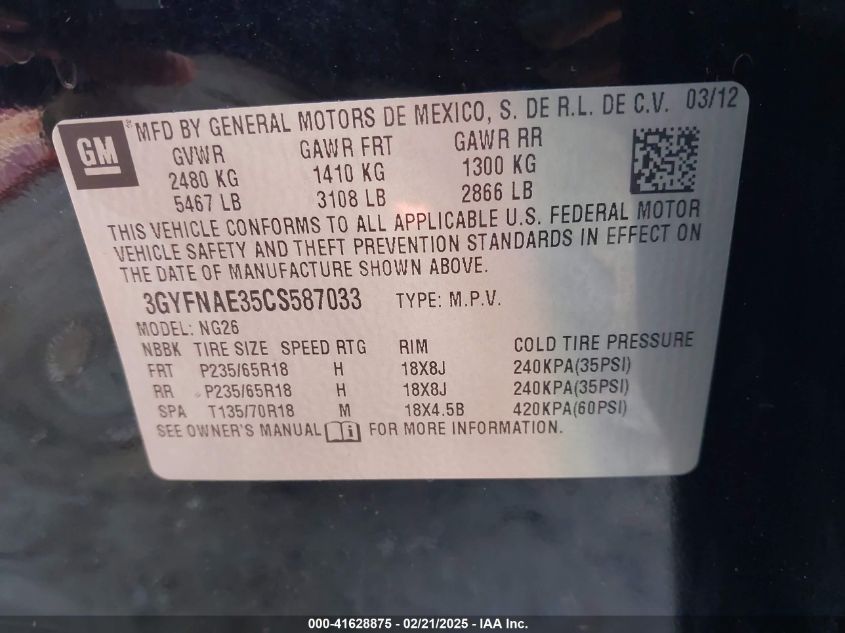 GM
MFD BY GENERAL MOTORS DE MEXICO, S. DE R.L. DE C.V. 03/12
GVWR GAWR FRT GAWR RR
2480 KG 1410 KG 1300 KG
5467 LB 3108 LB 2866 LB
THIS VEHICLE CONFORMS TO ALL APPLICABLE U.S. FEDERAL MOTOR
VEHICLE SAFETY AND THEFT PREVENTION STANDARDS IN EFFECT ON
THE DATE OF MANUFACTURE SHOWN ABOVE.
3GYFNAE35CS587033 TYPE: M.P.V.
MODEL: NG26
NBBK TIRE SIZE SPEED RTG RIM COLD TIRE PRESSURE
FRT P235/65R18 H 18X8J 240KPA(35PSI)
RR P235/65R18 H 18X8J 240KPA(35PSI)
SPA T135/70R18 M 18X4.5B 420KPA(60PSI)
SEE OWNER'S MANUAL FOR MORE INFORMATION.
000-41628875 - 02/21/2025 - IAA Inc.